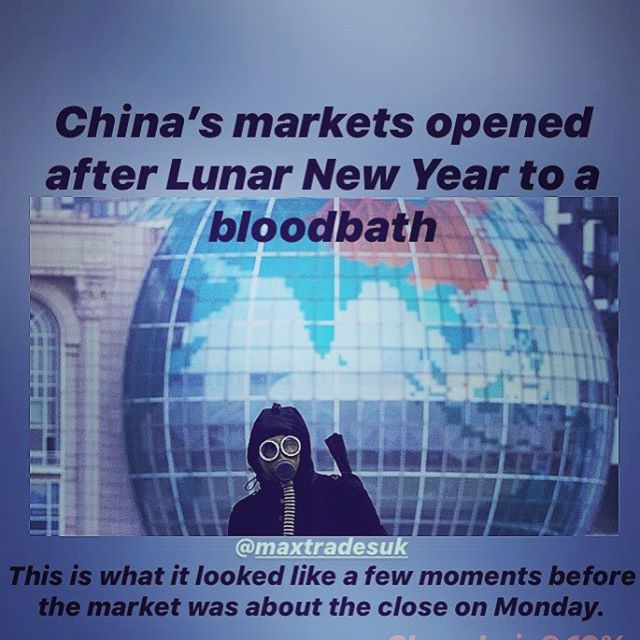 China's markets opened
after Lunar New Year to a
bloodbath
@maxtradesuk
This is what it looked like a few moments before
the market was about the close on Monday.